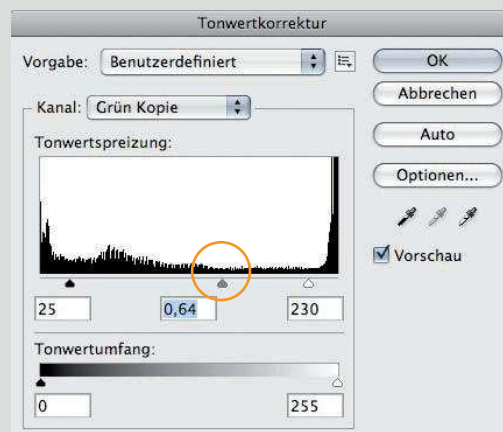 Tonwertkorrektur
Vorgabe: Benutzerdefiniert
OK
Abbrechen
Kanal: Grün Kopie
Auto
Tonwertspreizung:
Optionen...
Vorschau
25 0,64 230
Tonwertumfang:
0 255